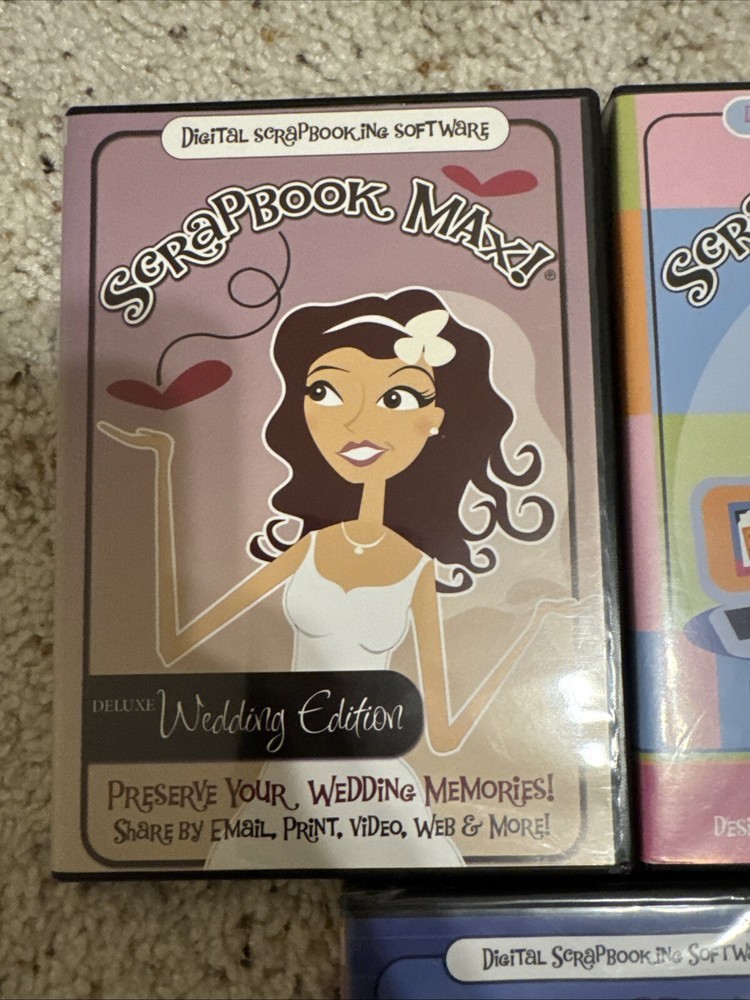 DIGITAL SCRAPBOOKING SOFTWARE
SCRAPBOOK MAX!®
DELUXE Wedding Edition
PRESERVE YOUR WEDDING MEMORIES!
SHARE BY EMAIL, PRINT, VIDEO, WEB & MORE!
DIGITAL SCRAPBOOKING